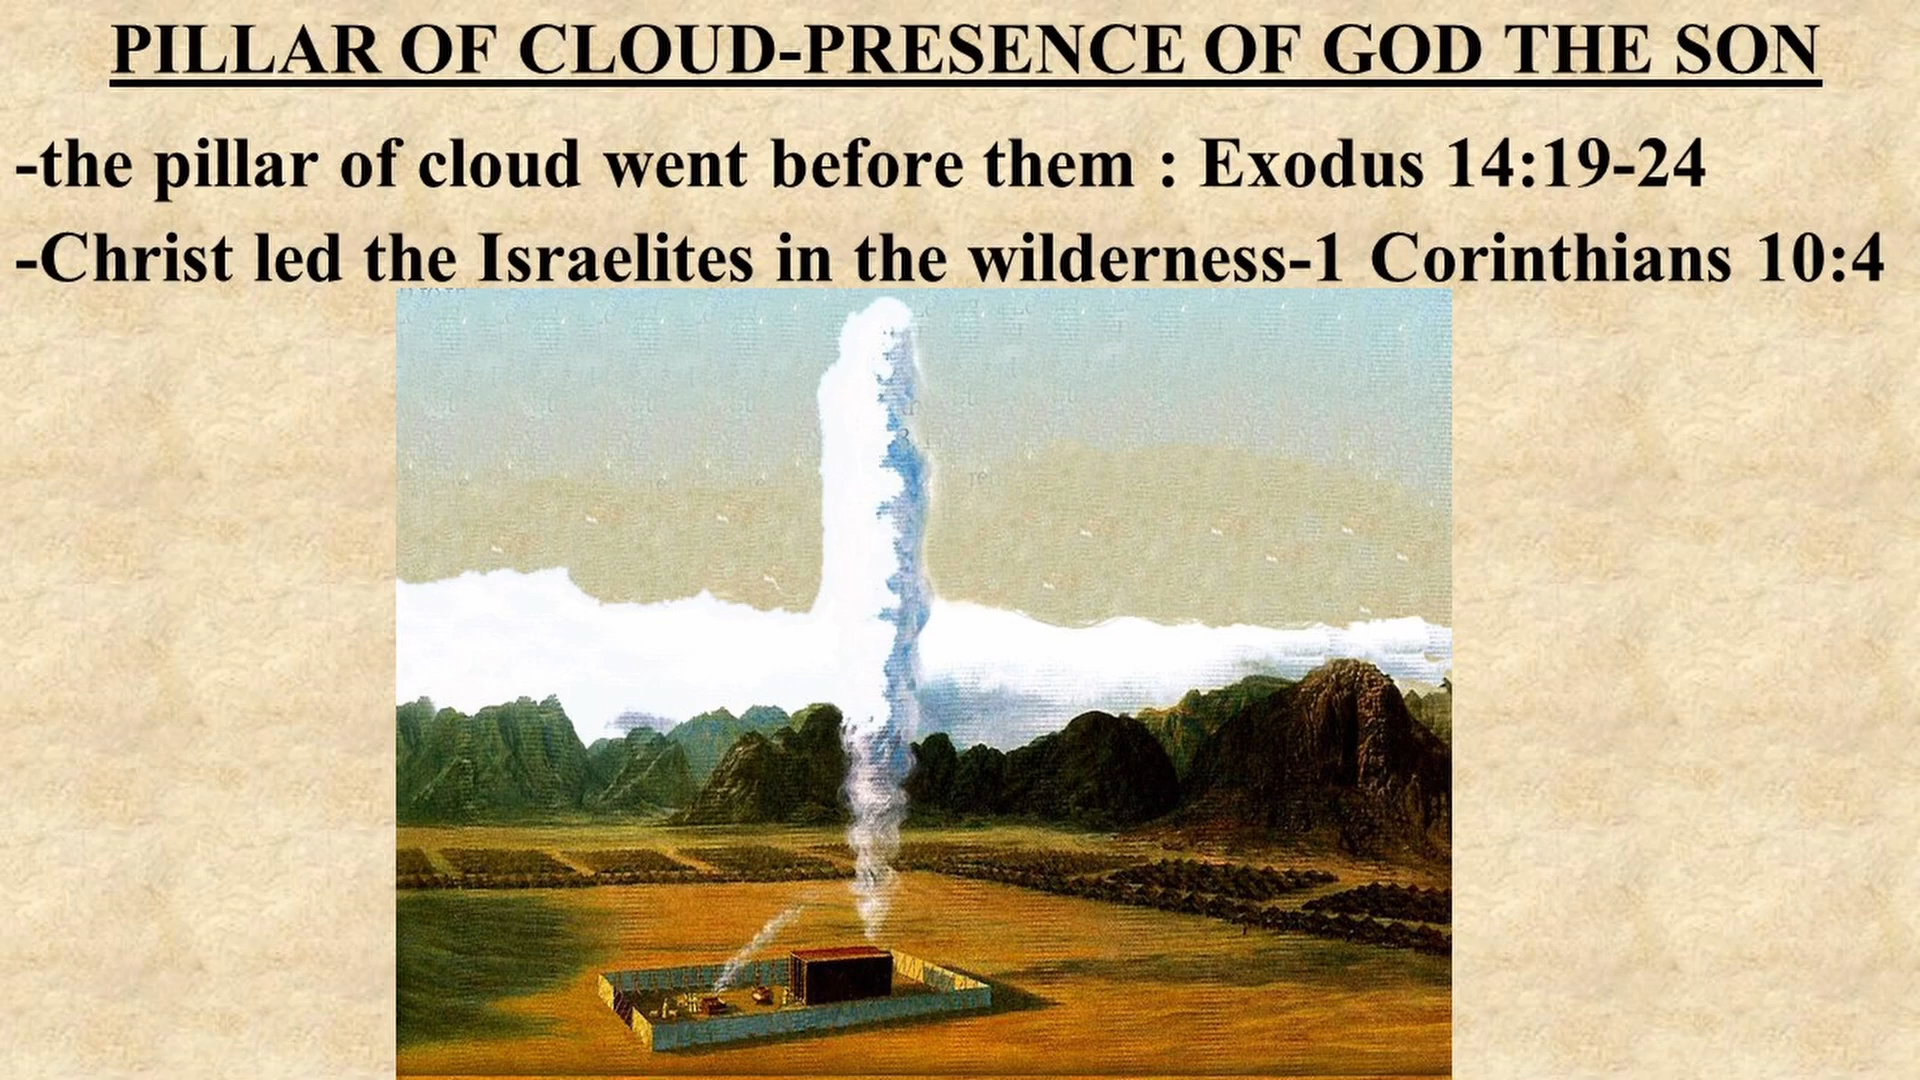 PILLAR OF CLOUD-PRESENCE OF GOD THE SON
-the pillar of cloud went before them : Exodus 14:19-24
-Christ led the Israelites in the wilderness-1 Corinthians 10:4